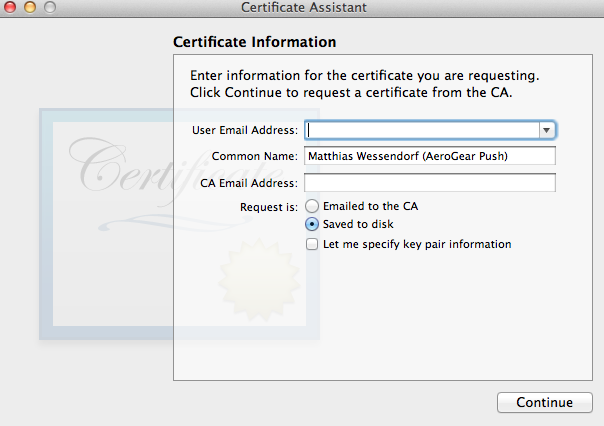 Certificate Assistant
Certificate Information
Enter information for the certificate you are requesting.
Click Continue to request a certificate from the CA.
User Email Address:
Common Name: Matthias Wessendorf (AeroGear Push)
CA Email Address:
Request is: Emailed to the CA
Saved to disk
Let me specify key pair information
Certificate
Continue